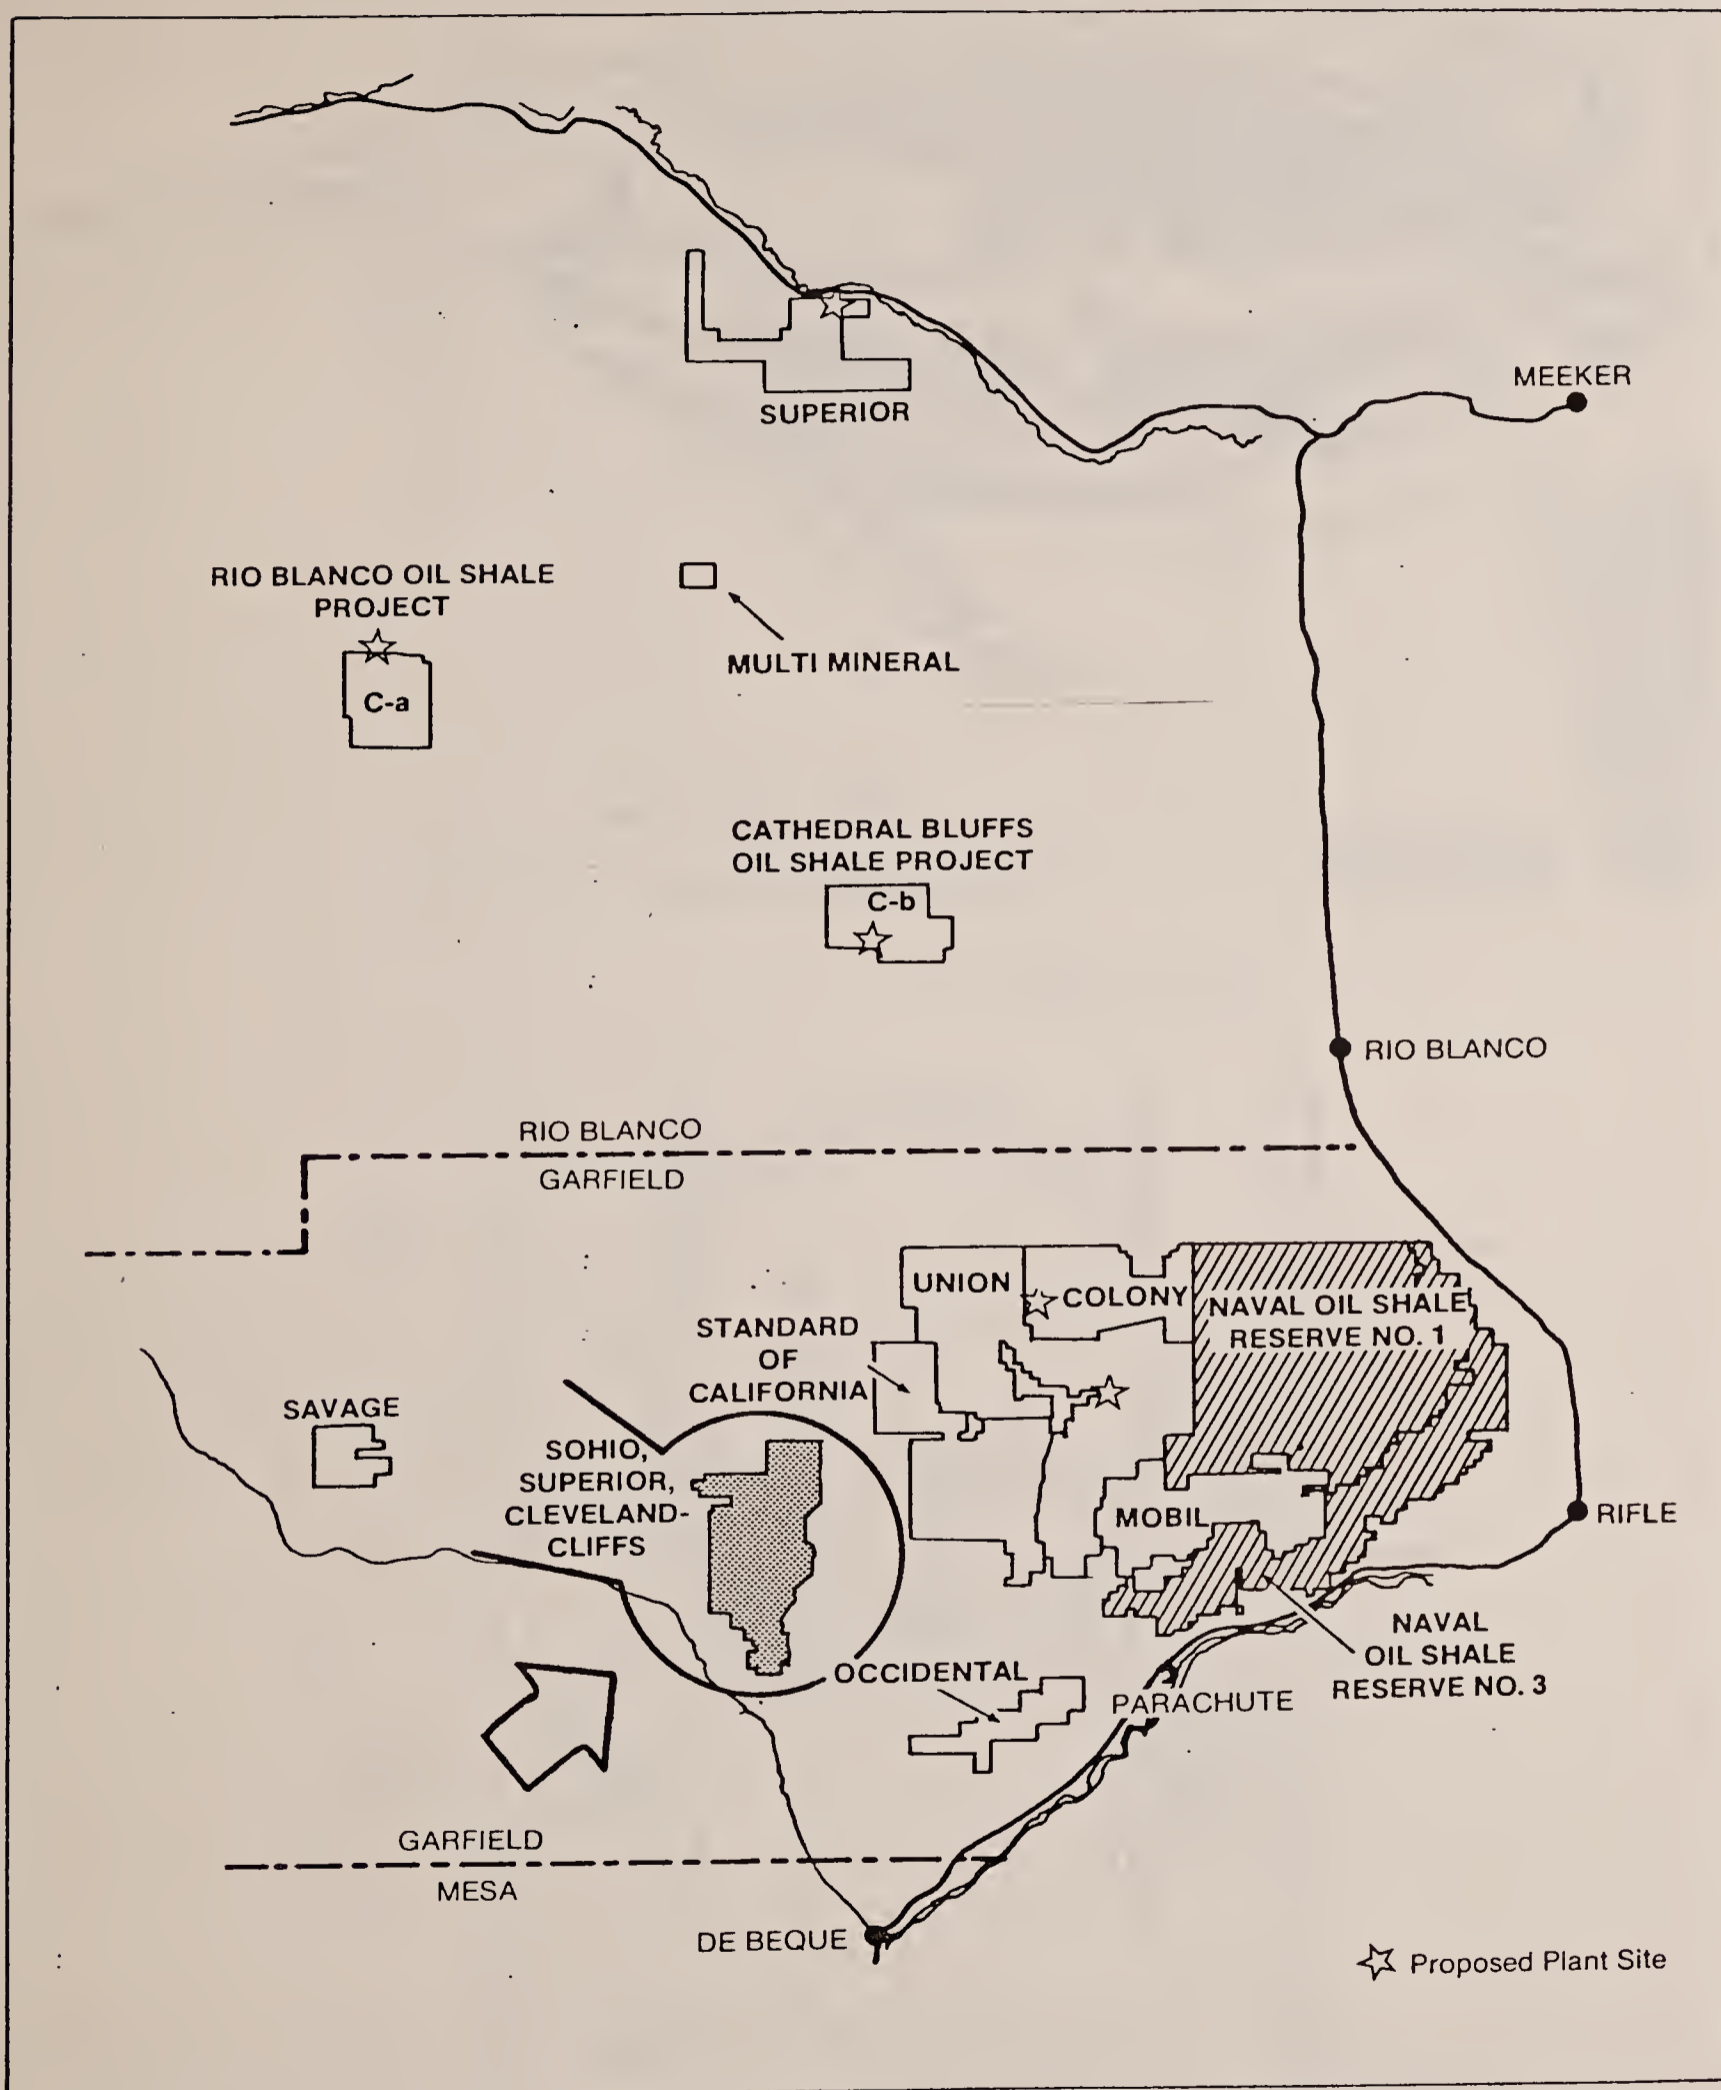 MEEKER
SUPERIOR
RIO BLANCO OIL SHALE
PROJECT
C-a
MULTI MINERAL
CATHEDRAL BLUFFS
OIL SHALE PROJECT
C-b
RIO BLANCO
RIO BLANCO
GARFIELD
UNION
COLONY
NAVAL OIL SHALE
RESERVE NO. 1
STANDARD
OF
CALIFORNIA
SAVAGE
SOHIO,
SUPERIOR,
CLEVELAND-
CLIFFS
MOBIL
RIFLE
NAVAL
OIL SHALE
RESERVE NO. 3
OCCIDENTAL
PARACHUTE
GARFIELD
MESA
DE BEQUE
Proposed Plant Site